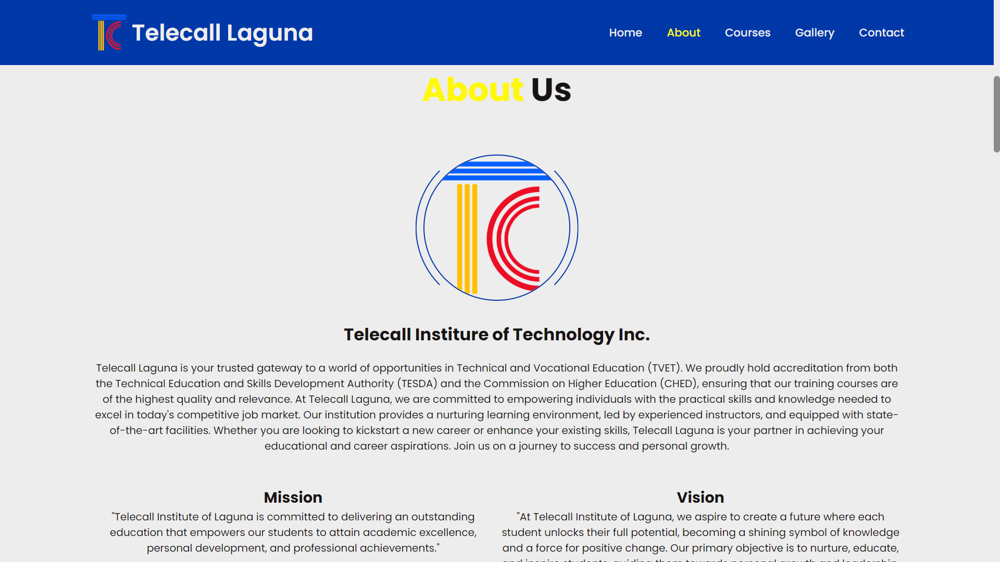 Telecall Laguna
Home
About
Courses
Gallery
Contact
About Us
Telecall Institure of Technology Inc.
Telecall Laguna is your trusted gateway to a world of opportunities in Technical and Vocational Education (TVET). We proudly hold accreditation from both
the Technical Education and Skills Development Authority (TESDA) and the Commission on Higher Education (CHED), ensuring that our training courses are
of the highest quality and relevance. At Telecall Laguna, we are committed to empowering individuals with the practical skills and knowledge needed to
excel in today's competitive job market. Our institution provides a nurturing learning environment, led by experienced instructors, and equipped with state-
of-the-art facilities. Whether you are looking to kickstart a new career or enhance your existing skills, Telecall Laguna is your partner in achieving your
educational and career aspirations. Join us on a journey to success and personal growth.
Mission
"Telecall Institute of Laguna is committed to delivering an outstanding
education that empowers our students to attain academic excellence,
personal development, and professional achievements."
Vision
"At Telecall Institute of Laguna, we aspire to create a future where each
student unlocks their full potential, becoming a shining symbol of knowledge
and a force for positive change. Our primary objective is to nurture, educate,